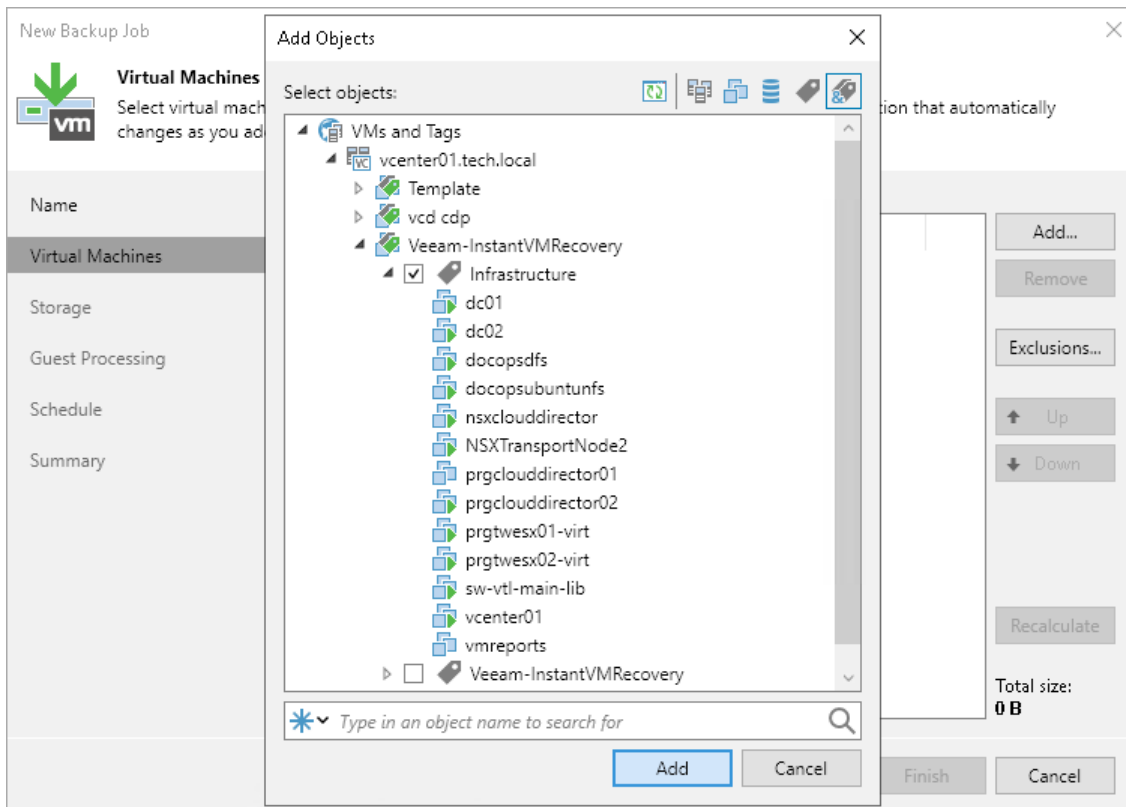 New Backup Job
Virtual Machines
Select virtual mach
changes as you ad
tion that automatically
vm
Name
Virtual Machines
Storage
Guest Processing
Schedule
Summary
Add Objects
Select objects:
VMs and Tags
VC vcenter01.tech.local
Template
vcd cdp
Veeam-InstantVMRecovery
Infrastructure
dc01
dc02
docopsdfs
docopsubuntunfs
nsxclouddirector
NSXTransportNode2
prgclouddirector01
prgclouddirector02
prgtwesx01-virt
prgtwesx02-virt
sw-vtl-main-lib
vcenter01
vmreports
Veeam-InstantVMRecovery
Type in an object name to search for
Add
Cancel
Add...
Remove
Exclusions...
Up
Down
Recalculate
Total size:
0 B
Finish
Cancel